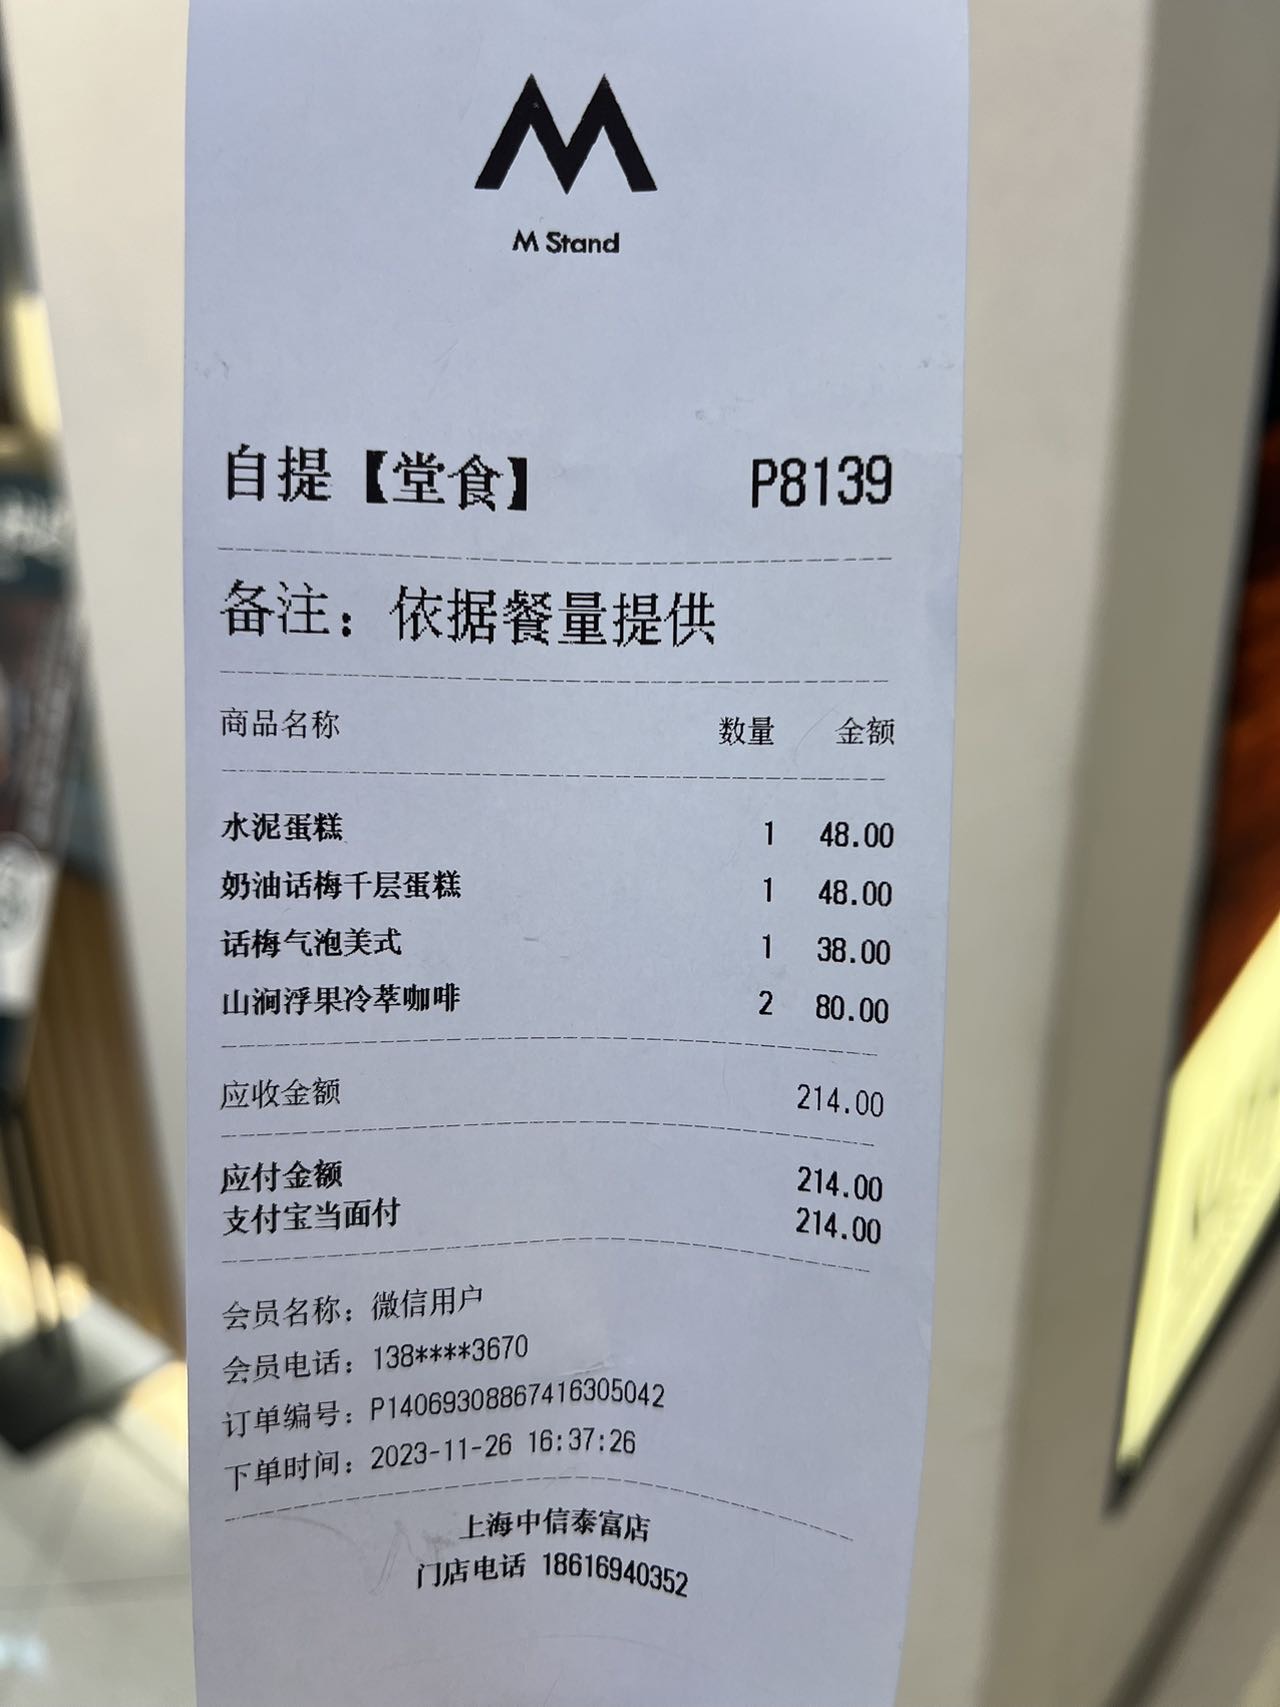 M Stand
自提【堂食】 P8139
备注：依据餐量提供
商品名称 数量 金额
水泥蛋糕 1 48.00
奶油话梅千层蛋糕 1 48.00
话梅气泡美式 1 38.00
山涧浮果冷萃咖啡 2 80.00
应收金额 214.00
应付金额 214.00
支付宝当面付 214.00
会员名称：微信用户
会员电话：138****3670
订单编号：P14069308867416305042
下单时间：2023-11-26 16:37:26
上海中信泰富店
门店电话 18616940352